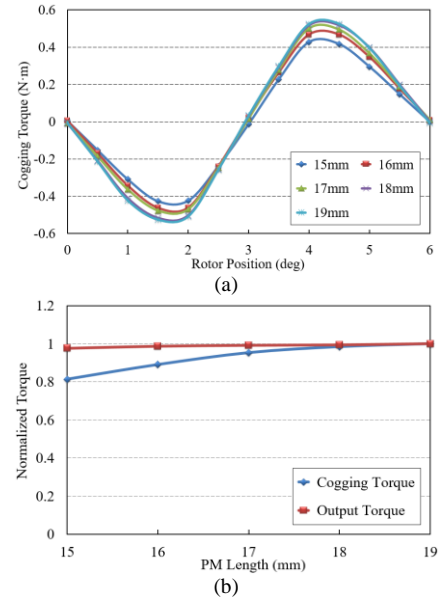 0.6
0.4
0.2
0
-0.2
-0.4
-0.6
Cogging Torque (N·m)
15mm 16mm
17mm 18mm
19mm
0 1 2 3 4 5 6
Rotor Position (deg)
(a)
1.2
1
0.8
0.6
0.4
0.2
0
Normalized Torque
Cogging Torque
Output Torque
15 16 17 18 19
PM Length (mm)
(b)